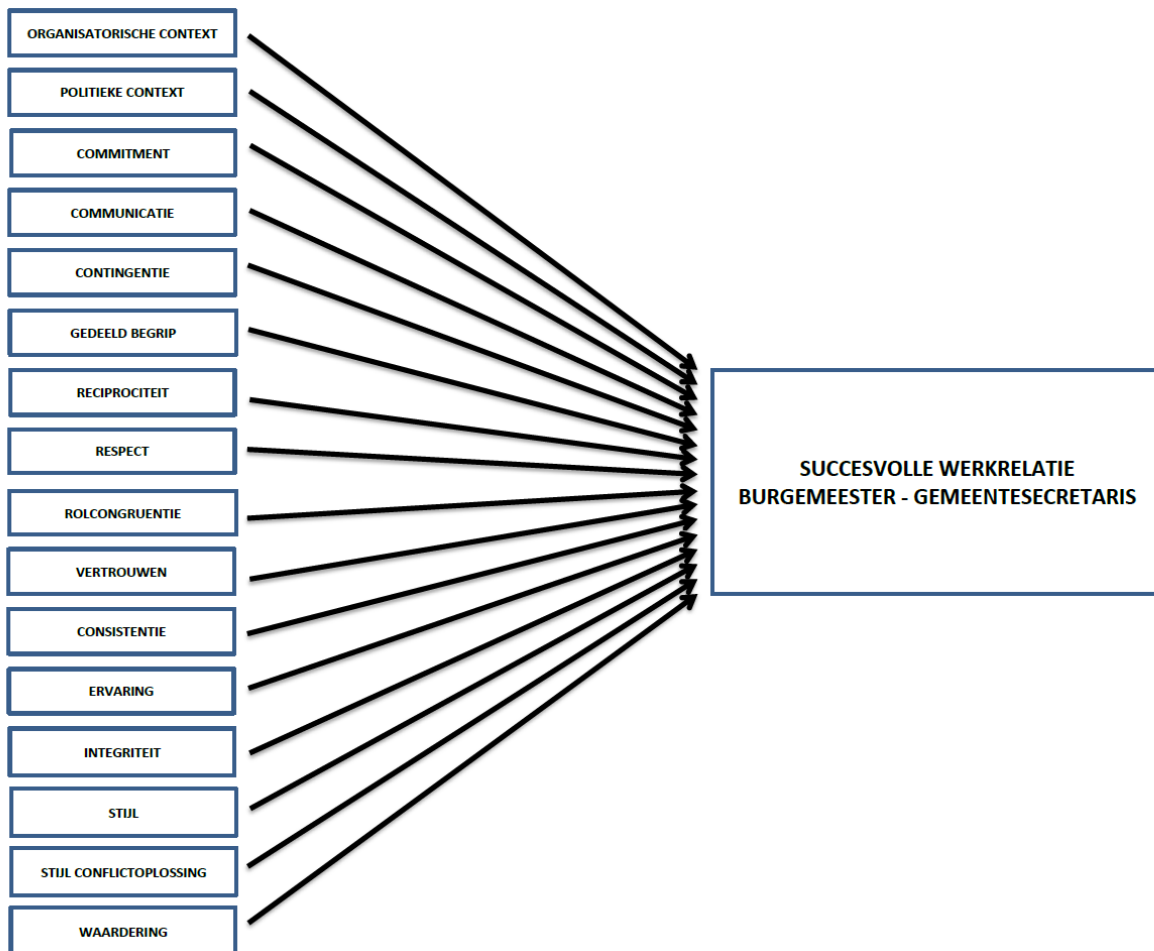 ORGANISATORISCHE CONTEXT
POLITIEKE CONTEXT
COMMITMENT
COMMUNICATIE
CONTINGENTIE
GEDEELD BEGRIP
RECIPROCITEIT
RESPECT
ROLCONGRUENTIE
VERTROUWEN
CONSISTENTIE
ERVARING
INTEGRITEIT
STIJL
STIJL CONFLICTOPLOSSING
WAARDERING
SUCCESVOLLE WERKRELATIE
BURGEMEESTER - GEMEENTESECRETARIS